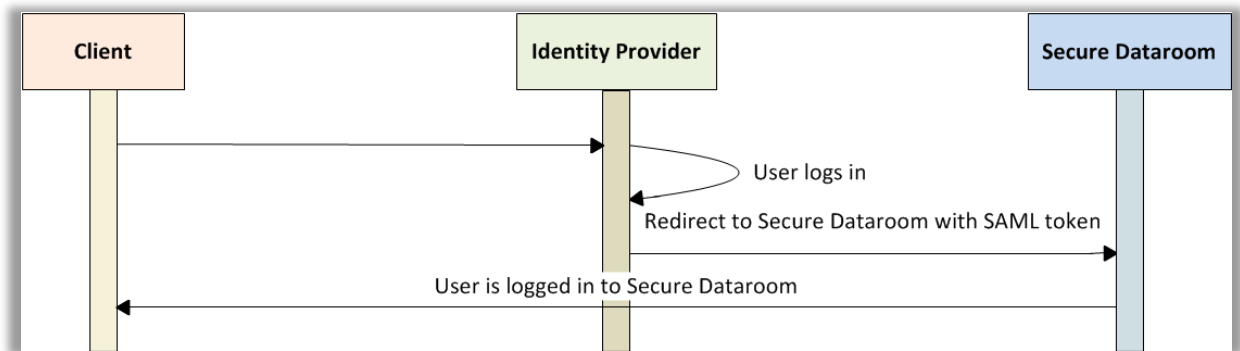 Client
Identity Provider
Secure Dataroom
User logs in
Redirect to Secure Dataroom with SAML token
User is logged in to Secure Dataroom